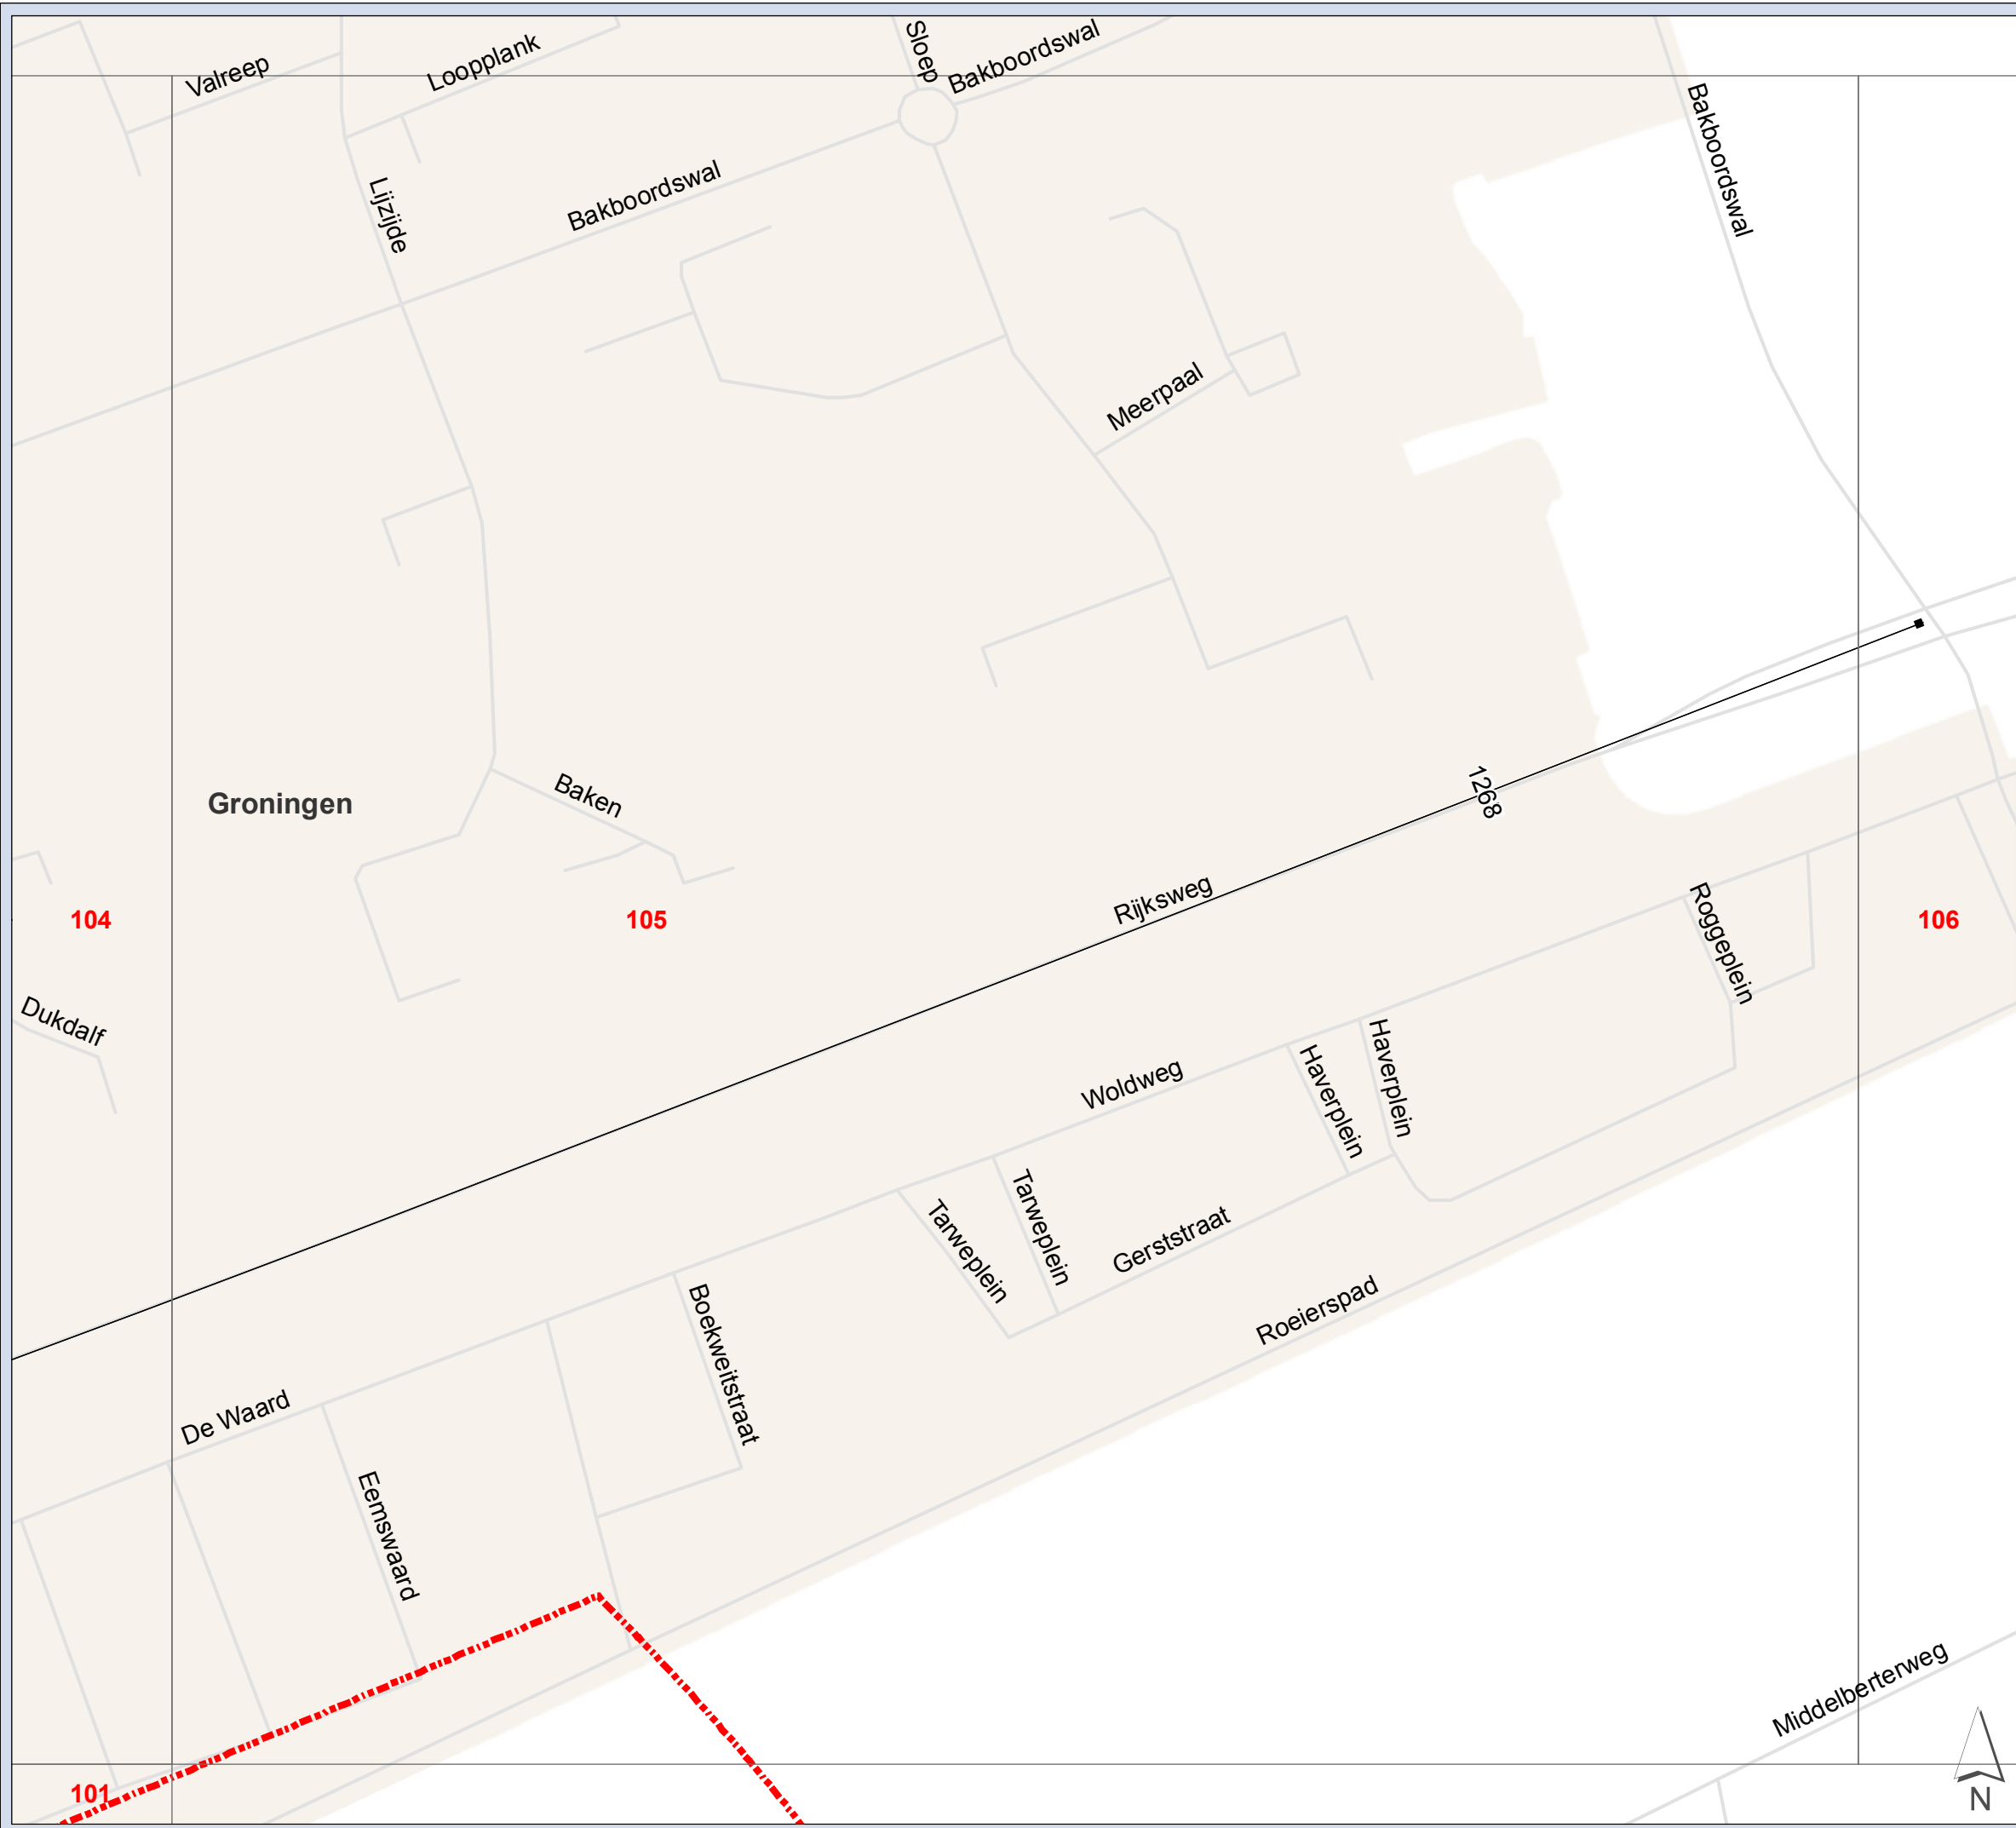 Sloep
Bakboordswal
Loopplank
Valreep
Bakboordswal
Bakboordswal
Lijzijde
Meerpaal
Baken
1268
Groningen
Rijksweg
104
105
106
Roggeplein
Dukdalf
Woldweg
Haverplein
Haverplein
Tarweplein
Tarweplein
Gerststraat
Roeierspad
Boekweitstraat
De Waard
Eemswaard
Middelberterweg
101
N